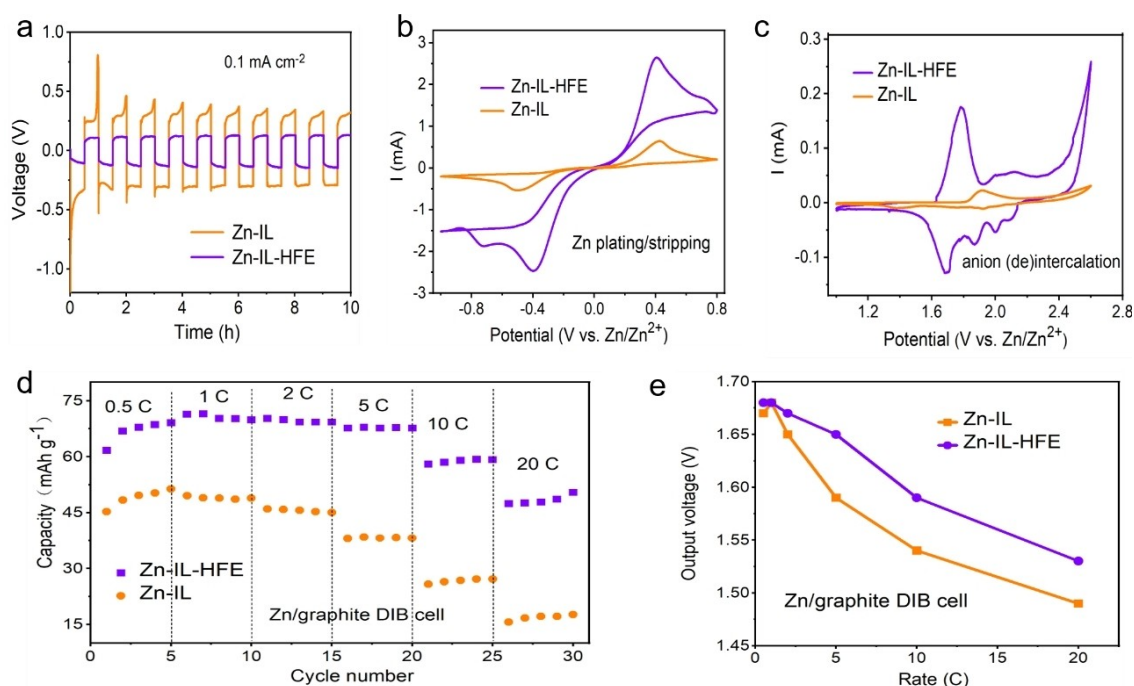 a
0.1 mA cm-2
1.0
0.5
0.0
-0.5
-1.0
Voltage (V)
Zn-IL
Zn-IL-HFE
0 2 4 6 8 10
Time (h)
b
3
2
1
0
-1
-2
-3
I (mA)
Zn-IL-HFE
Zn-IL
Zn plating/stripping
-0.8 -0.4 0.0 0.4 0.8
Potential (V vs. Zn/Zn2+)
c
0.3
0.2
0.1
0.0
-0.1
I (mA)
Zn-IL-HFE
Zn-IL
anion (de)intercalation
1.2 1.6 2.0 2.4 2.8
Potential (V vs. Zn/Zn2+)
d
75
60
45
30
15
Capacity (mAh g-1)
0.5 C 1 C 2 C 5 C 10 C 20 C
Zn-IL-HFE
Zn-IL
Zn/graphite DIB cell
0 5 10 15 20 25 30
Cycle number
e
1.70
1.65
1.60
1.55
1.50
1.45
Output voltage (V)
Zn-IL
Zn-IL-HFE
Zn/graphite DIB cell
0 5 10 15 20
Rate (C)